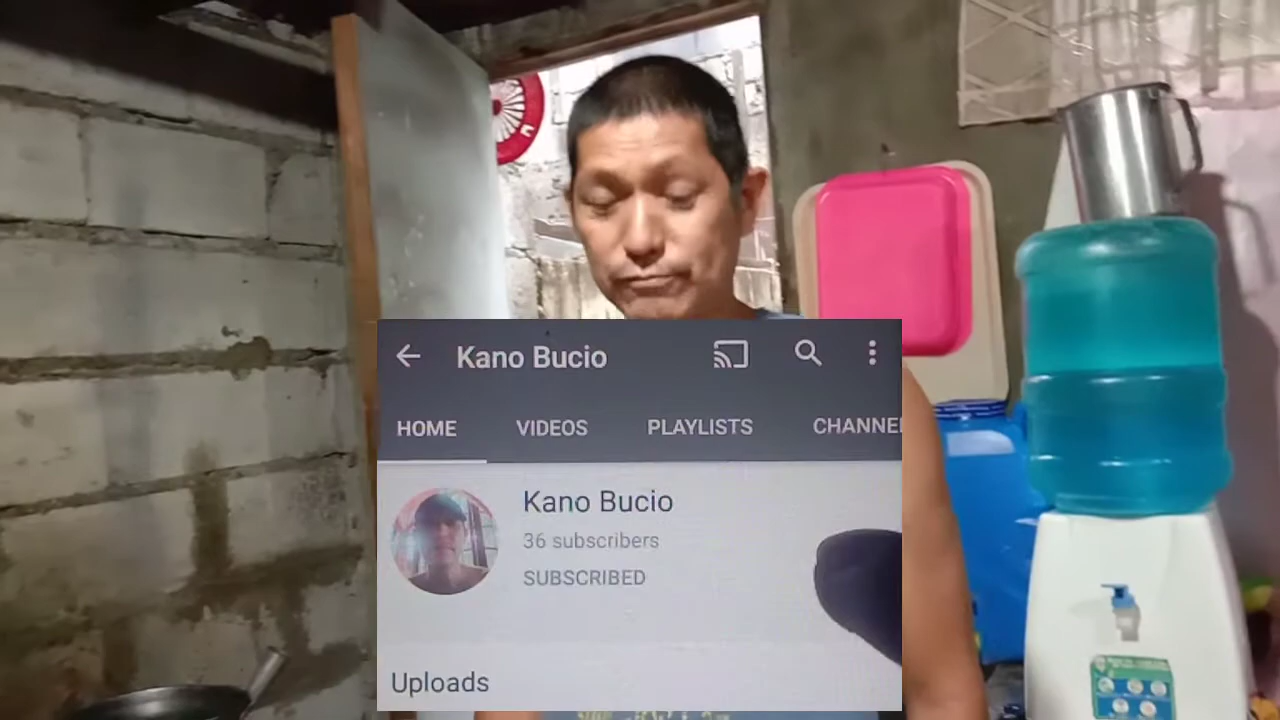 Kano Bucio
HOME VIDEOS PLAYLISTS CHANNE
Kano Bucio
36 subscribers
SUBSCRIBED
Uploads